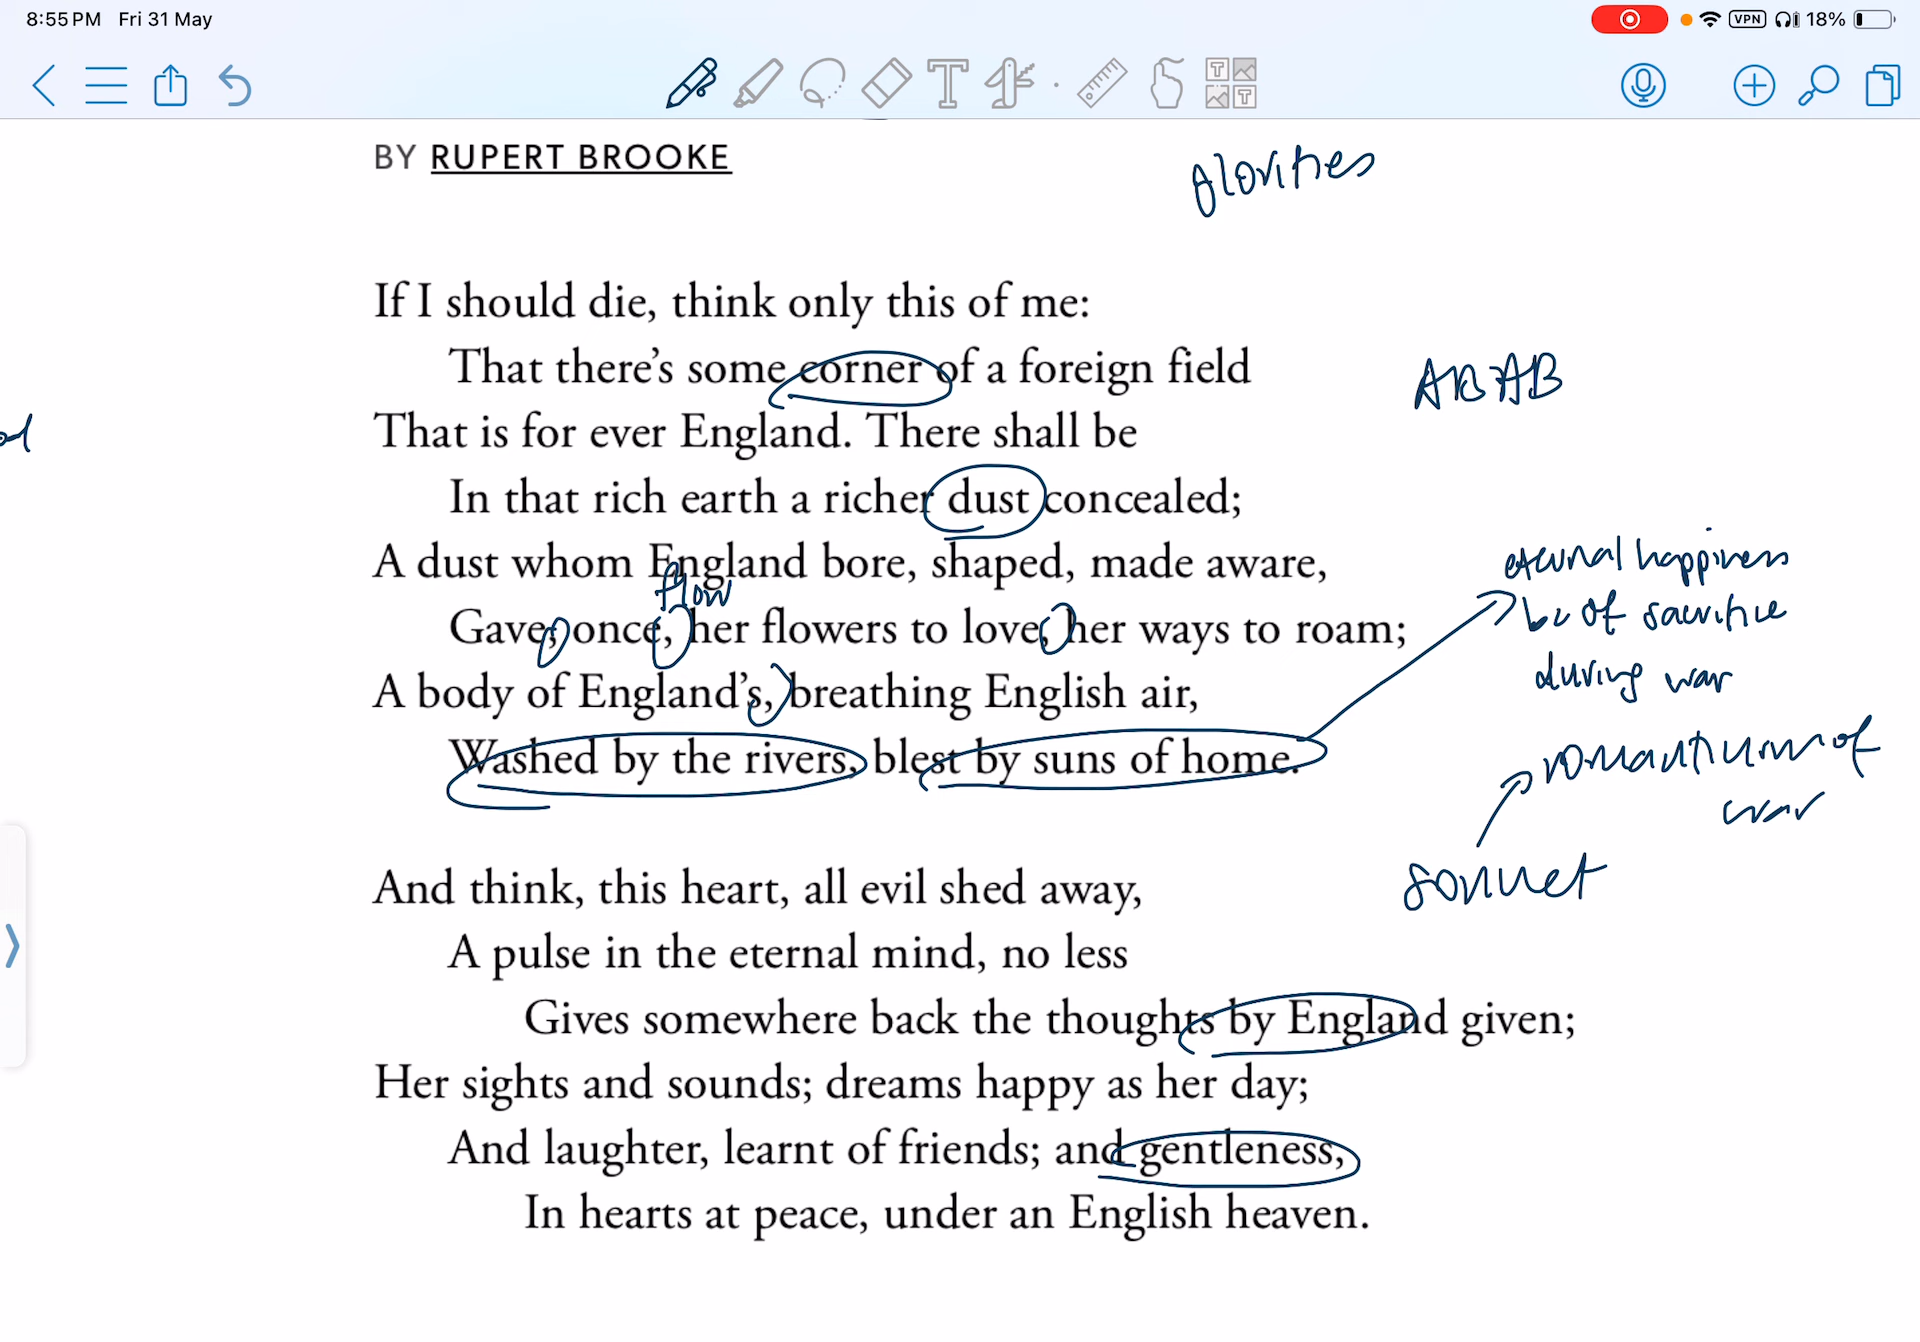 8:55 PM Fri 31 May
VPN 18%
BY RUPERT BROOKE
glorifies
If I should die, think only this of me:
That there's some corner of a foreign field
ABAB
That is for ever England. There shall be
In that rich earth a richer dust concealed;
A dust whom England bore, shaped, made aware,
flow
Gave, once, her flowers to love, her ways to roam;
A body of England's, breathing English air,
Washed by the rivers, blest by suns of home.
eternal happiness
bc of sacrifice
during war
romanticism of
war
sonnet
And think, this heart, all evil shed away,
A pulse in the eternal mind, no less
Gives somewhere back the thoughts by England given;
Her sights and sounds; dreams happy as her day;
And laughter, learnt of friends; and gentleness,
In hearts at peace, under an English heaven.